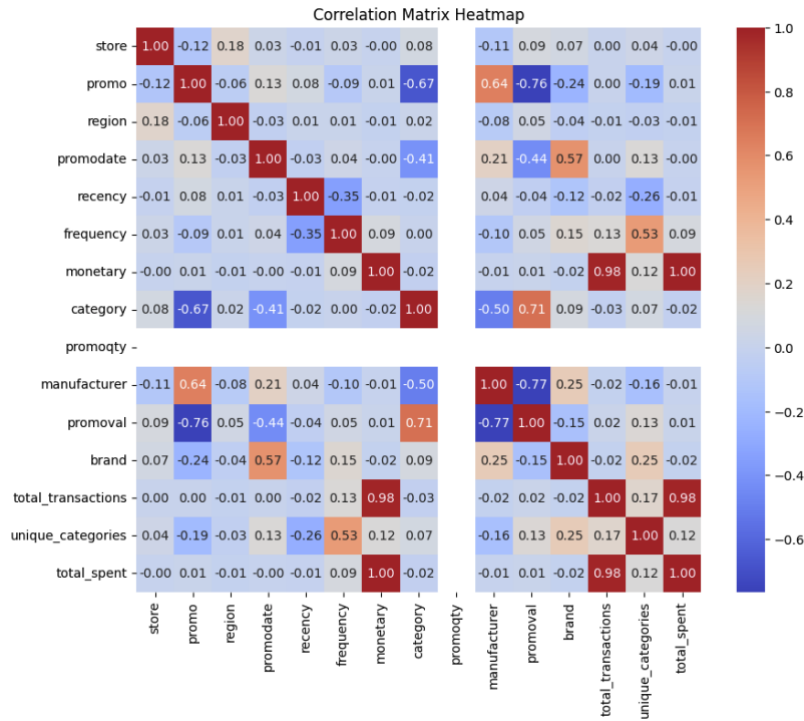 Correlation Matrix Heatmap
store 1.00 -0.12 0.18 0.03 -0.01 0.03 -0.00 0.08 -0.11 0.09 0.07 0.00 0.04 -0.00
promo -0.12 1.00 -0.06 0.13 0.08 -0.09 0.01 -0.67 0.64 -0.76 -0.24 0.00 -0.19 0.01
region 0.18 -0.06 1.00 -0.03 0.01 0.01 -0.01 0.02 -0.08 0.05 -0.04 -0.01 -0.03 -0.01
promodate 0.03 0.13 -0.03 1.00 -0.03 0.04 -0.00 -0.41 0.21 -0.44 0.57 0.00 0.13 -0.00
recency -0.01 0.08 0.01 -0.03 1.00 -0.35 -0.01 -0.02 0.04 -0.04 -0.12 -0.02 -0.26 -0.01
frequency 0.03 -0.09 0.01 0.04 -0.35 1.00 0.09 0.00 -0.10 0.05 0.15 0.13 0.53 0.09
monetary -0.00 0.01 -0.01 -0.00 -0.01 0.09 1.00 -0.02 -0.01 0.01 -0.02 0.98 0.12 1.00
category 0.08 -0.67 0.02 -0.41 -0.02 0.00 -0.02 1.00 -0.50 0.71 0.09 -0.03 0.07 -0.02
promoqty
manufacturer -0.11 0.64 -0.08 0.21 0.04 -0.10 -0.01 -0.50 1.00 -0.77 0.25 -0.02 -0.16 -0.01
promoval 0.09 -0.76 0.05 -0.44 -0.04 0.05 0.01 0.71 -0.77 1.00 -0.15 0.02 0.13 0.01
brand 0.07 -0.24 -0.04 0.57 -0.12 0.15 -0.02 0.09 0.25 -0.15 1.00 -0.02 0.25 -0.02
total_transactions 0.00 0.00 -0.01 0.00 -0.02 0.13 0.98 -0.03 -0.02 0.02 -0.02 1.00 0.17 0.98
unique_categories 0.04 -0.19 -0.03 0.13 -0.26 0.53 0.12 0.07 -0.16 0.13 0.25 0.17 1.00 0.12
total_spent -0.00 0.01 -0.01 -0.00 -0.01 0.09 1.00 -0.02 -0.01 0.01 -0.02 0.98 0.12 1.00
store promo region promodate recency frequency monetary category promoqty manufacturer promoval brand total_transactions unique_categories total_spent
1.0
0.8
0.6
0.4
0.2
0.0
−0.2
−0.4
−0.6